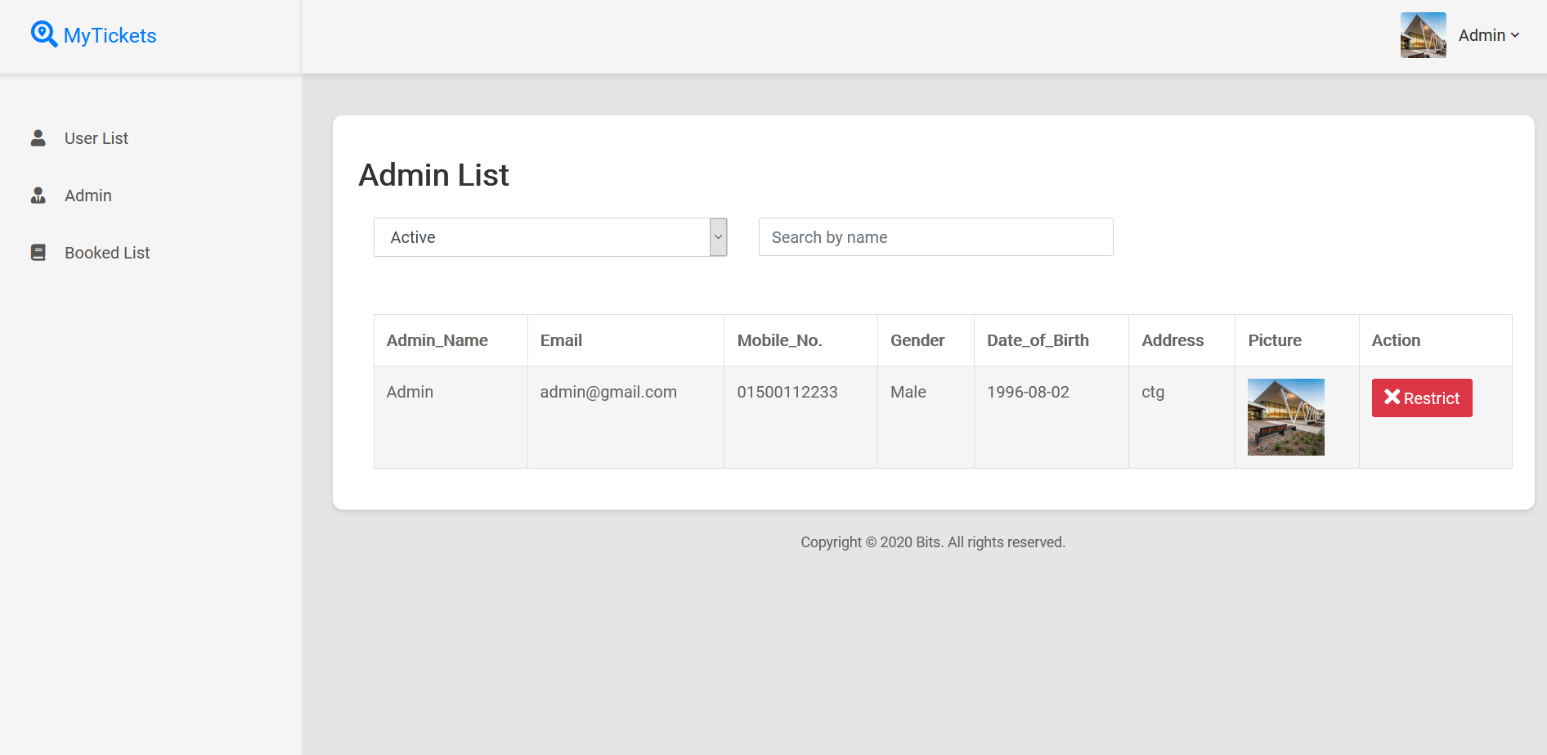 MyTickets
Admin
User List
Admin
Booked List
Admin List
Active
Search by name
Admin_Name Email Mobile_No. Gender Date_of_Birth Address Picture Action
Admin admin@gmail.com 01500112233 Male 1996-08-02 ctg Restrict
Copyright © 2020 Bits. All rights reserved.